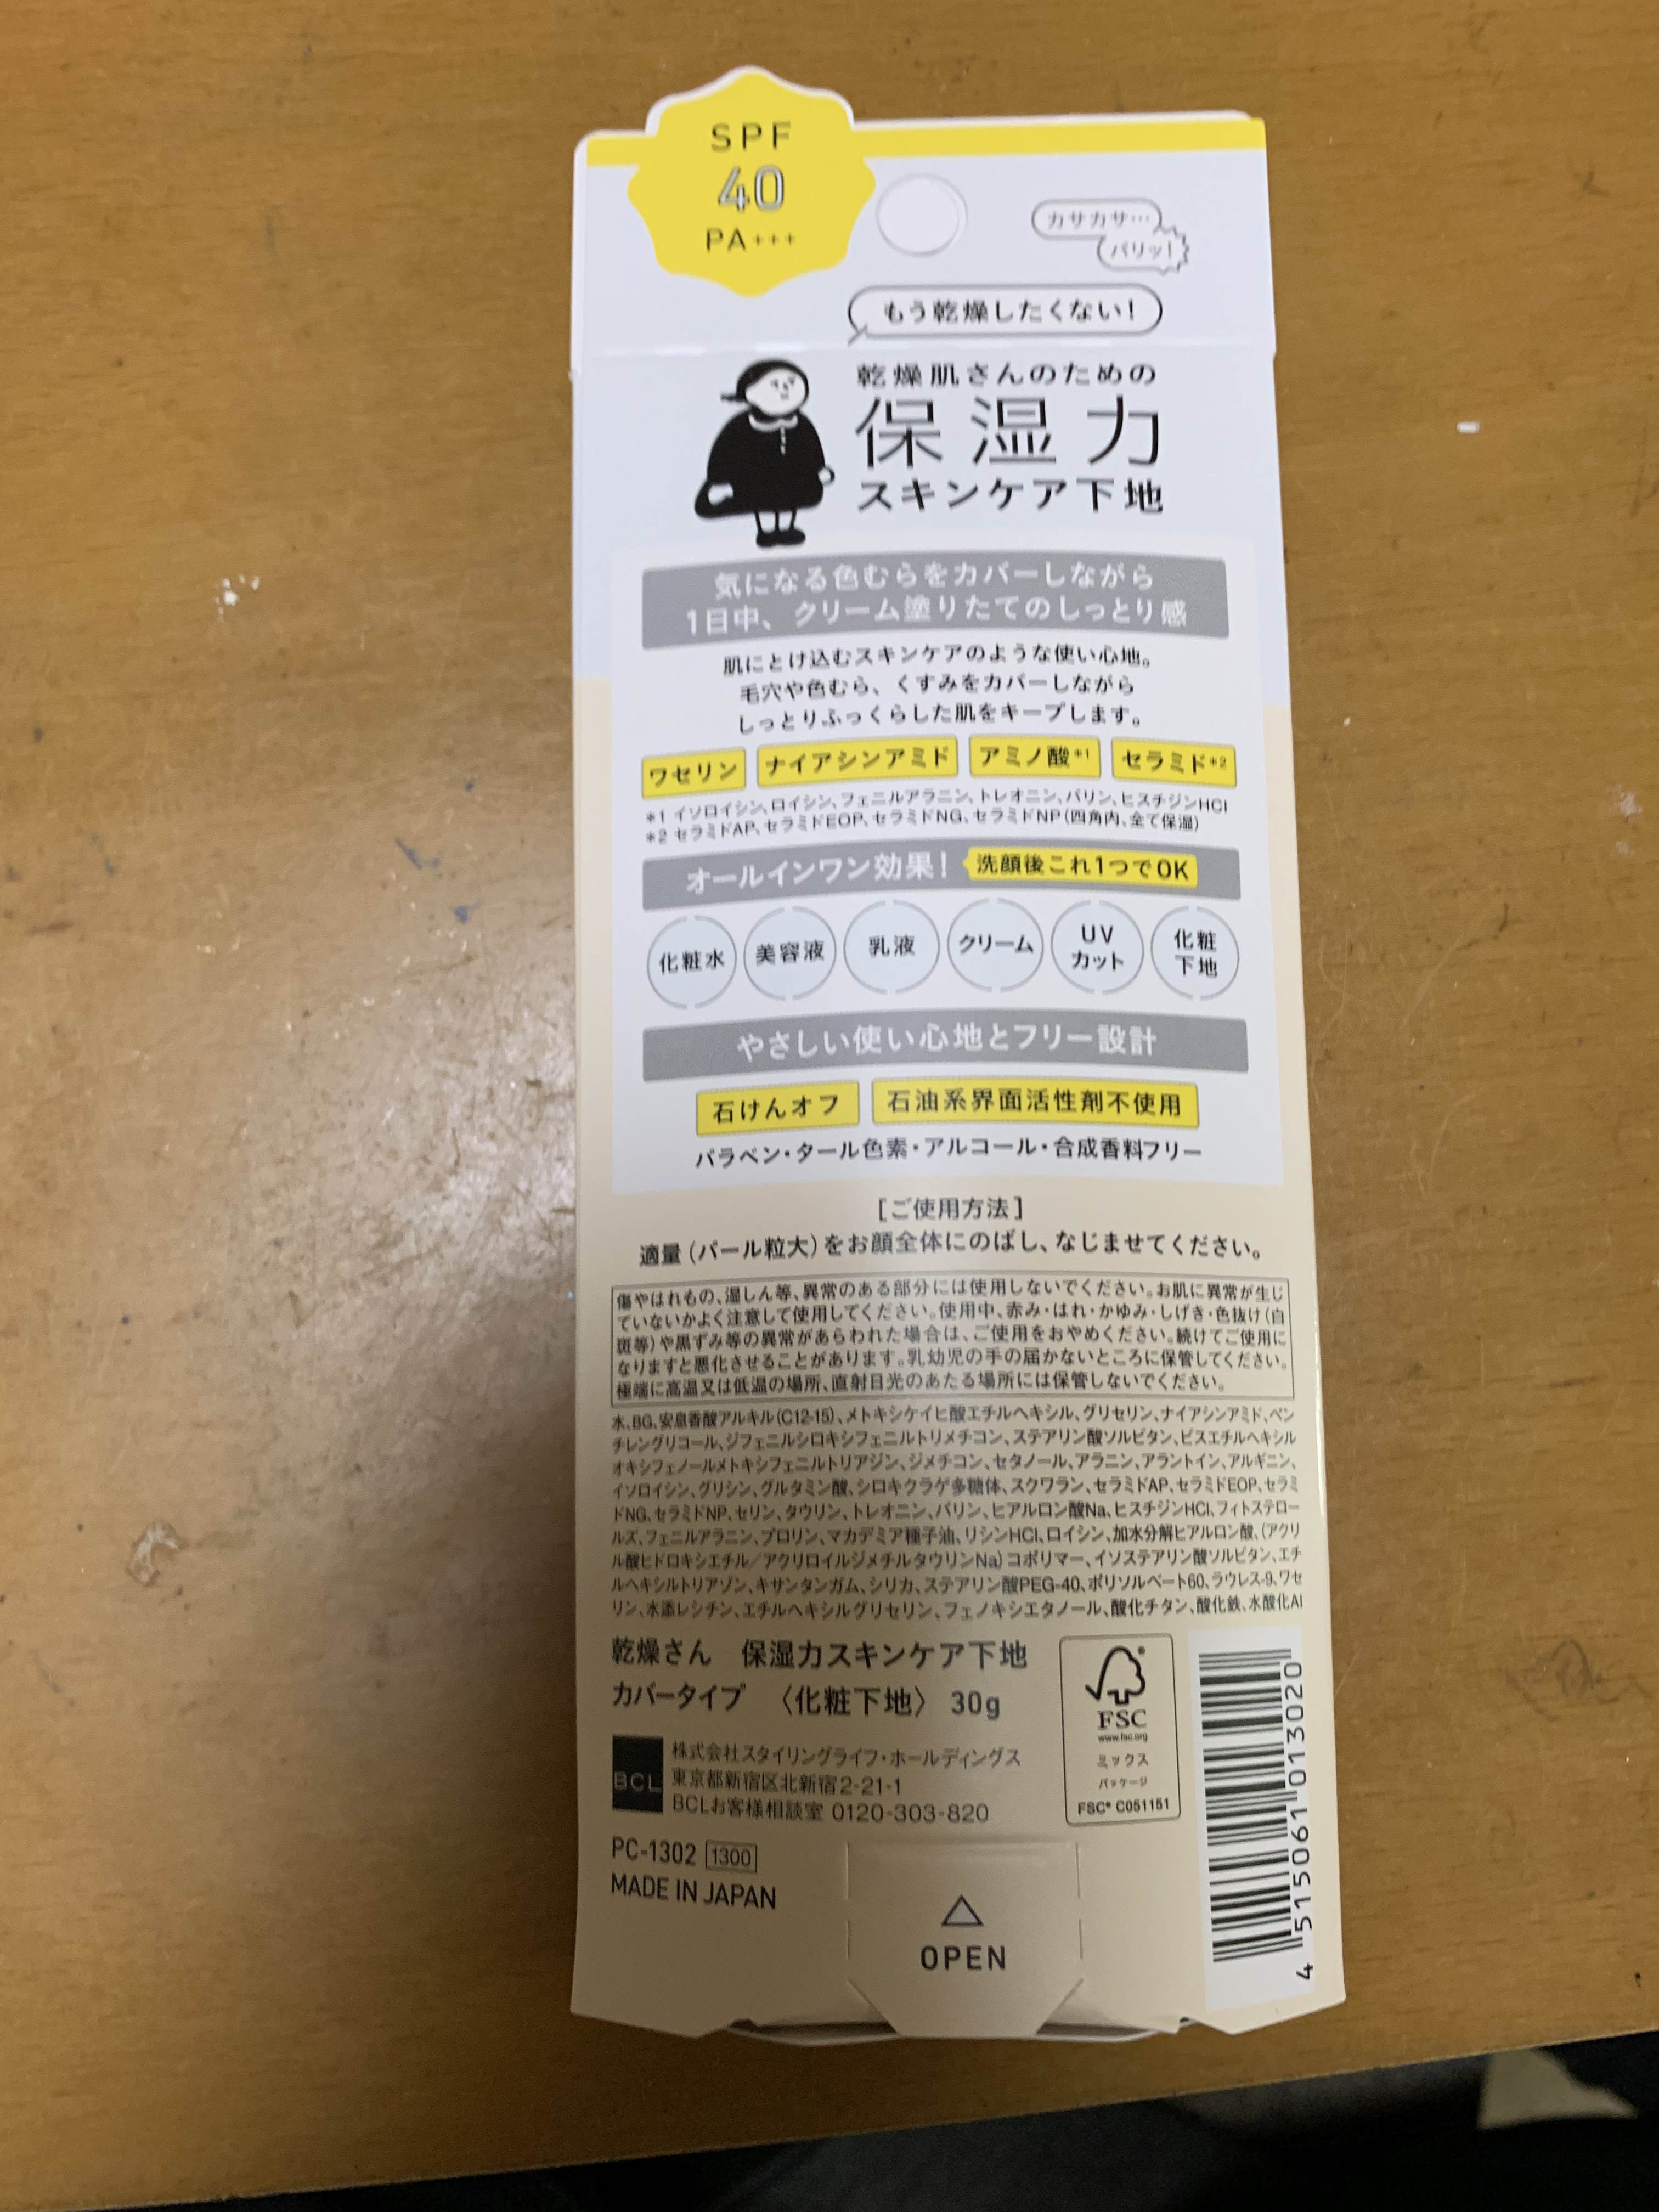 SPF
40
PA+++
カサカサ…
パリッ!
もう乾燥したくない!
乾燥肌さんのための
保湿力
スキンケア下地
気になる色むらをカバーしながら
1日中、クリーム塗りたてのしっとり感
肌にとけ込むスキンケアのような使い心地。
毛穴や色むら、くすみをカバーしながら
しっとりふっくらした肌をキープします。
ワセリン ナイアシンアミド アミノ酸*1 セラミド*2
*1 イソロイシン、ロイシン、フェニルアラニン、トレオニン、バリン、ヒスチジンHCl
*2 セラミドAP、セラミドEOP、セラミドNG、セラミドNP(四角内、全て保湿)
オールインワン効果! 洗顔後これ1つでOK
化粧水 美容液 乳液 クリーム UVカット 化粧下地
やさしい使い心地とフリー設計
石けんオフ 石油系界面活性剤不使用
パラベン・タール色素・アルコール・合成香料フリー
[ご使用方法]
適量(パール粒大)をお顔全体にのばし、なじませてください。
傷やはれもの、湿しん等、異常のある部分には使用しないでください。お肌に異常が生じ
ていないかよく注意して使用してください。使用中、赤み・はれ・かゆみ・しげき・色抜け(白
斑等)や黒ずみ等の異常があらわれた場合は、ご使用をおやめください。続けてご使用に
なりますと悪化させることがあります。乳幼児の手の届かないところに保管してください。
極端に高温又は低温の場所、直射日光のあたる場所には保管しないでください。
水、BG、安息香酸アルキル(C12-15)、メトキシケイヒ酸エチルヘキシル、グリセリン、ナイアシンアミド、ペン
チレングリコール、ジフェニルシロキシフェニルトリメチコン、ステアリン酸ソルビタン、ビスエチルヘキシル
オキシフェノールメトキシフェニルトリアジン、ジメチコン、セタノール、アラニン、アラントイン、アルギニン、
イソロイシン、グリシン、グルタミン酸、シロキクラゲ多糖体、スクワラン、セラミドAP、セラミドEOP、セラミ
ドNG、セラミドNP、セリン、タウリン、トレオニン、バリン、ヒアルロン酸Na、ヒスチジンHCl、フィトステロー
ルズ、フェニルアラニン、プロリン、マカデミア種子油、リシンHCl、ロイシン、加水分解ヒアルロン酸、(アクリ
ル酸ヒドロキシエチル/アクリロイルジメチルタウリンNa)コポリマー、イソステアリン酸ソルビタン、エチ
ルヘキシルトリアゾン、キサンタンガム、シリカ、ステアリン酸PEG-40、ポリソルベート60、ラウレス-9、ワセ
リン、水添レシチン、エチルヘキシルグリセリン、フェノキシエタノール、酸化チタン、酸化鉄、水酸化Al
乾燥さん 保湿力スキンケア下地
カバータイプ 〈化粧下地〉 30g
BCL
株式会社スタイリングライフ・ホールディングス
東京都新宿区北新宿2-21-1
BCLお客様相談室 0120-303-820
PC-1302 1300
MADE IN JAPAN
FSC
www.fsc.org
ミックス
パッケージ
FSC® C051151
4 515061 013020
OPEN